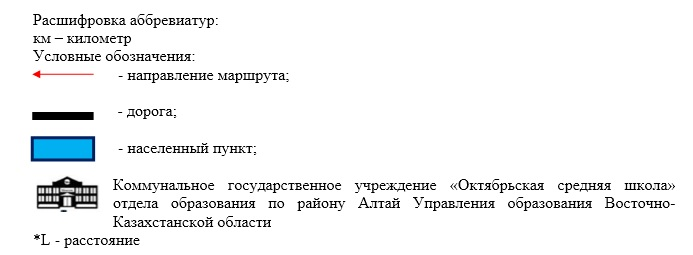 Расшифровка аббревиатур:
км – километр
Условные обозначения:
- направление маршрута;
- дорога;
- населенный пункт;
Коммунальное государственное учреждение «Октябрьская средняя школа»
отдела образования по району Алтай Управления образования Восточно-
Казахстанской области
*L - расстояние